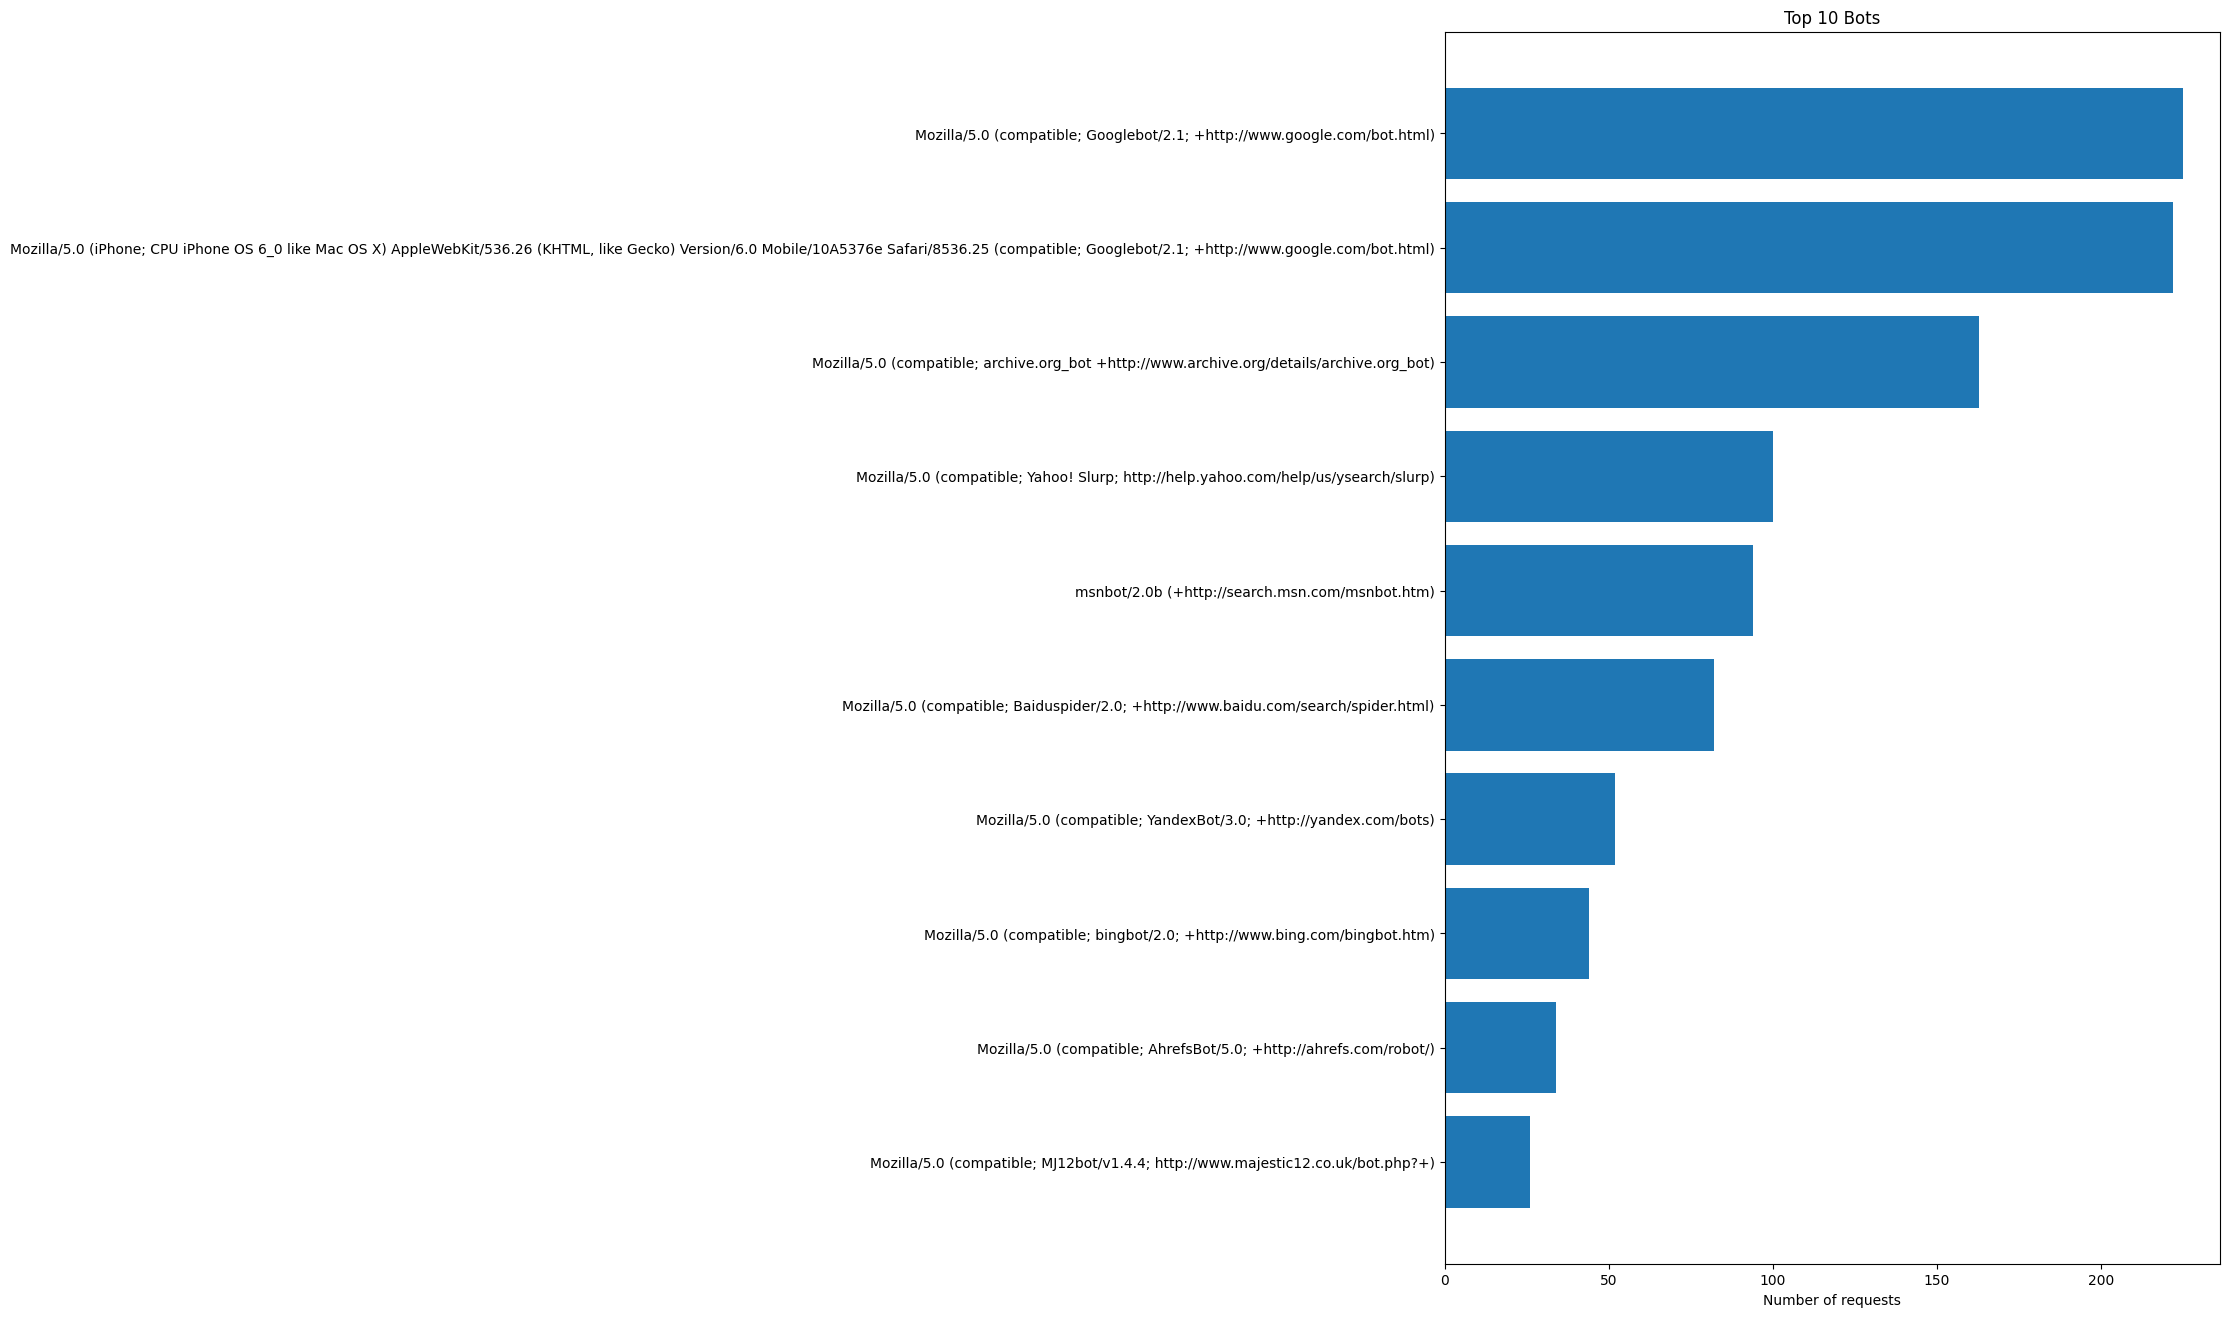 Top 10 Bots
Mozilla/5.0 (compatible; Googlebot/2.1; +http://www.google.com/bot.html)
Mozilla/5.0 (iPhone; CPU iPhone OS 6_0 like Mac OS X) AppleWebKit/536.26 (KHTML, like Gecko) Version/6.0 Mobile/10A5376e Safari/8536.25 (compatible; Googlebot/2.1; +http://www.google.com/bot.html)
Mozilla/5.0 (compatible; archive.org_bot +http://www.archive.org/details/archive.org_bot)
Mozilla/5.0 (compatible; Yahoo! Slurp; http://help.yahoo.com/help/us/ysearch/slurp)
msnbot/2.0b (+http://search.msn.com/msnbot.htm)
Mozilla/5.0 (compatible; Baiduspider/2.0; +http://www.baidu.com/search/spider.html)
Mozilla/5.0 (compatible; YandexBot/3.0; +http://yandex.com/bots)
Mozilla/5.0 (compatible; bingbot/2.0; +http://www.bing.com/bingbot.htm)
Mozilla/5.0 (compatible; AhrefsBot/5.0; +http://ahrefs.com/robot/)
Mozilla/5.0 (compatible; MJ12bot/v1.4.4; http://www.majestic12.co.uk/bot.php?+)
0 50 100 150 200
Number of requests